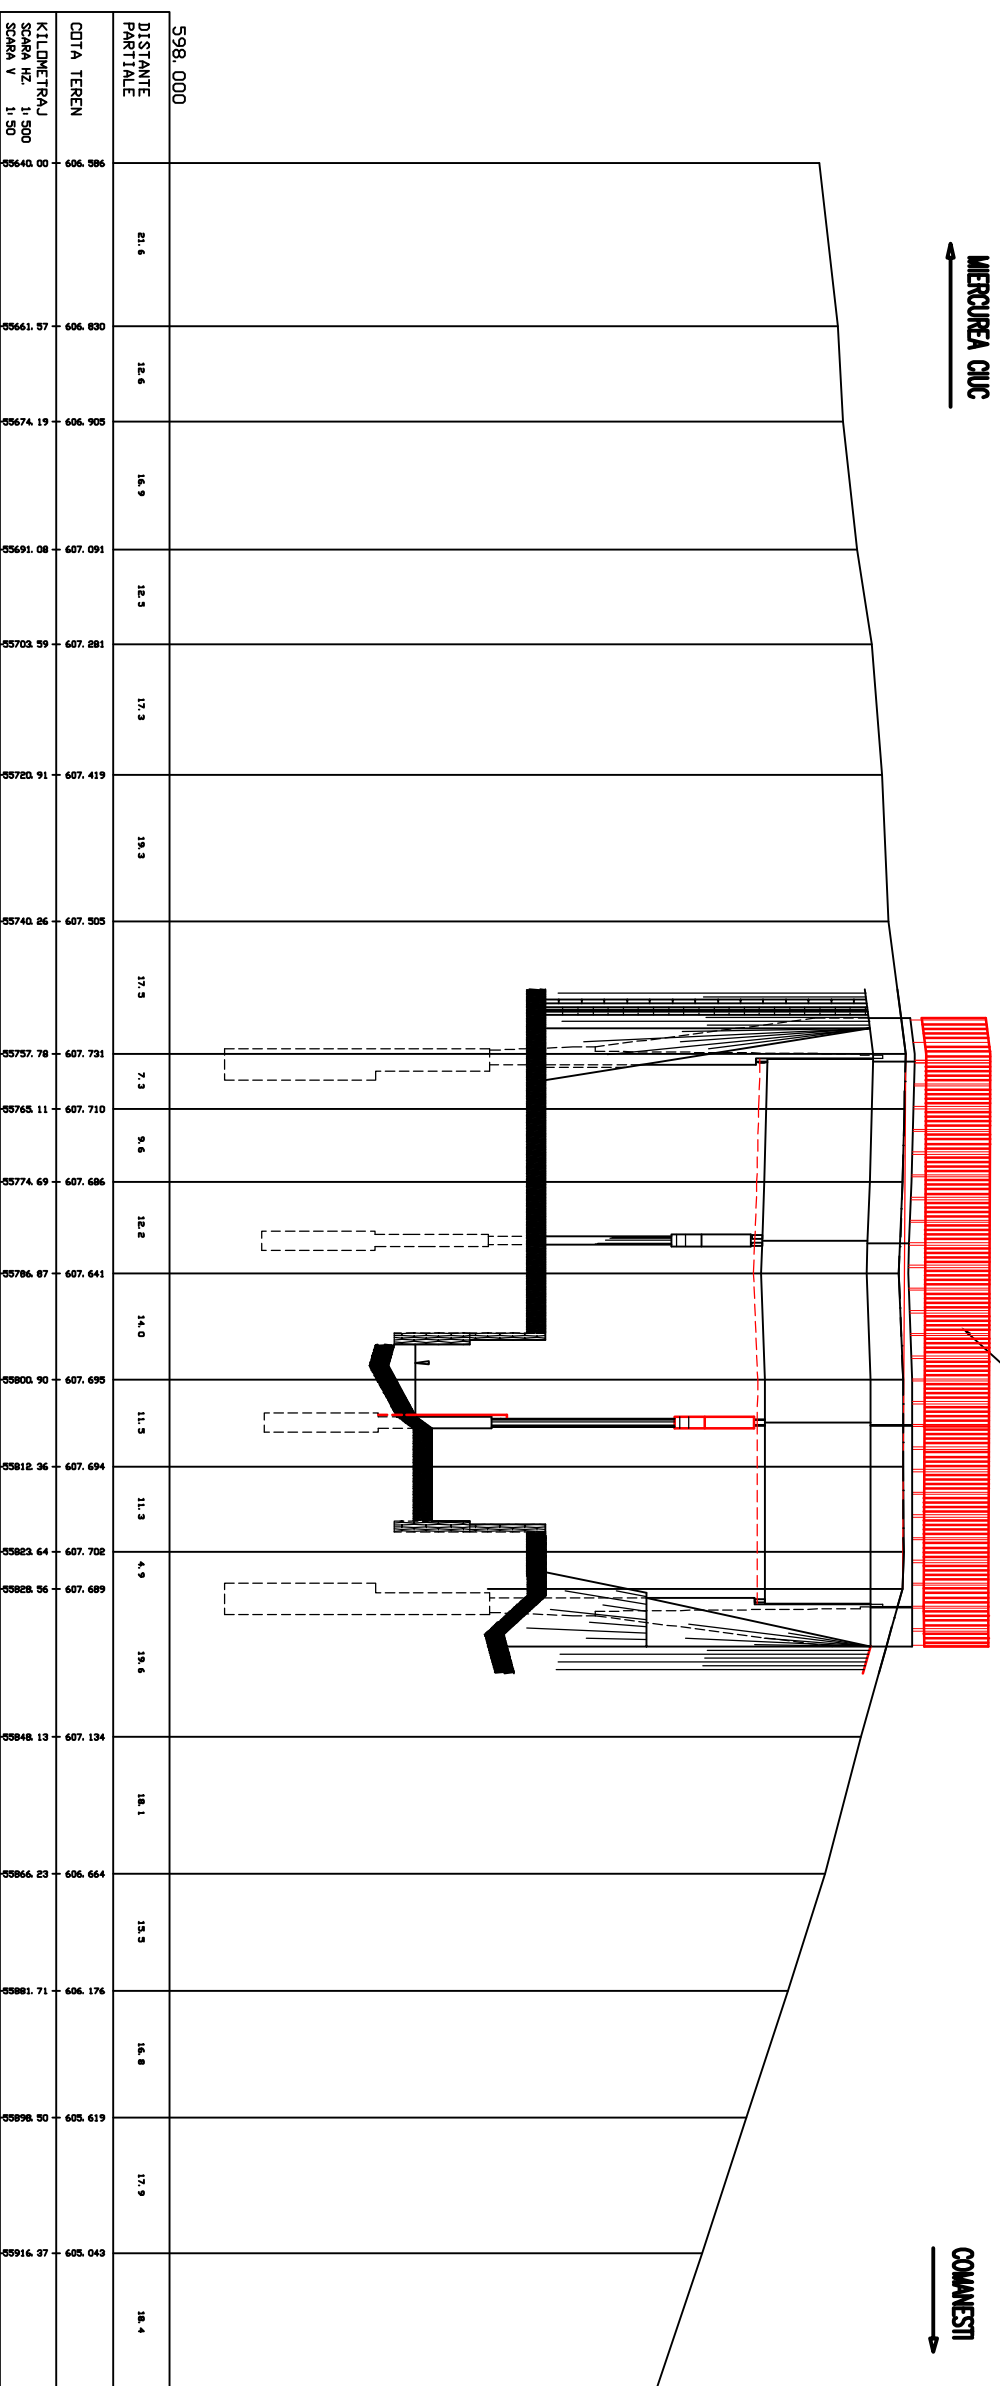 MIERCUREA CIUC
COMANESTI
598.000
DISTANTE
PARTIALE
21.6 12.6 16.9 12.5 17.3 19.3 17.5 7.3 9.6 12.2 14.0 11.5 11.3 4.9 19.6 18.1 15.5 16.8 17.9 18.4
COTA TEREN
606.586 606.830 606.905 607.091 607.281 607.419 607.505 607.731 607.710 607.686 607.641 607.695 607.694 607.702 607.689 607.134 606.664 606.176 605.619 605.043
KILOMETRAJ
55640.00 55661.57 55674.19 55691.08 55703.59 55720.91 55740.26 55757.78 55765.11 55774.69 55786.87 55800.90 55812.36 55823.64 55828.56 55848.13 55866.23 55881.71 55898.50 55916.37
SCARA HZ. 1:500
SCARA V 1:50